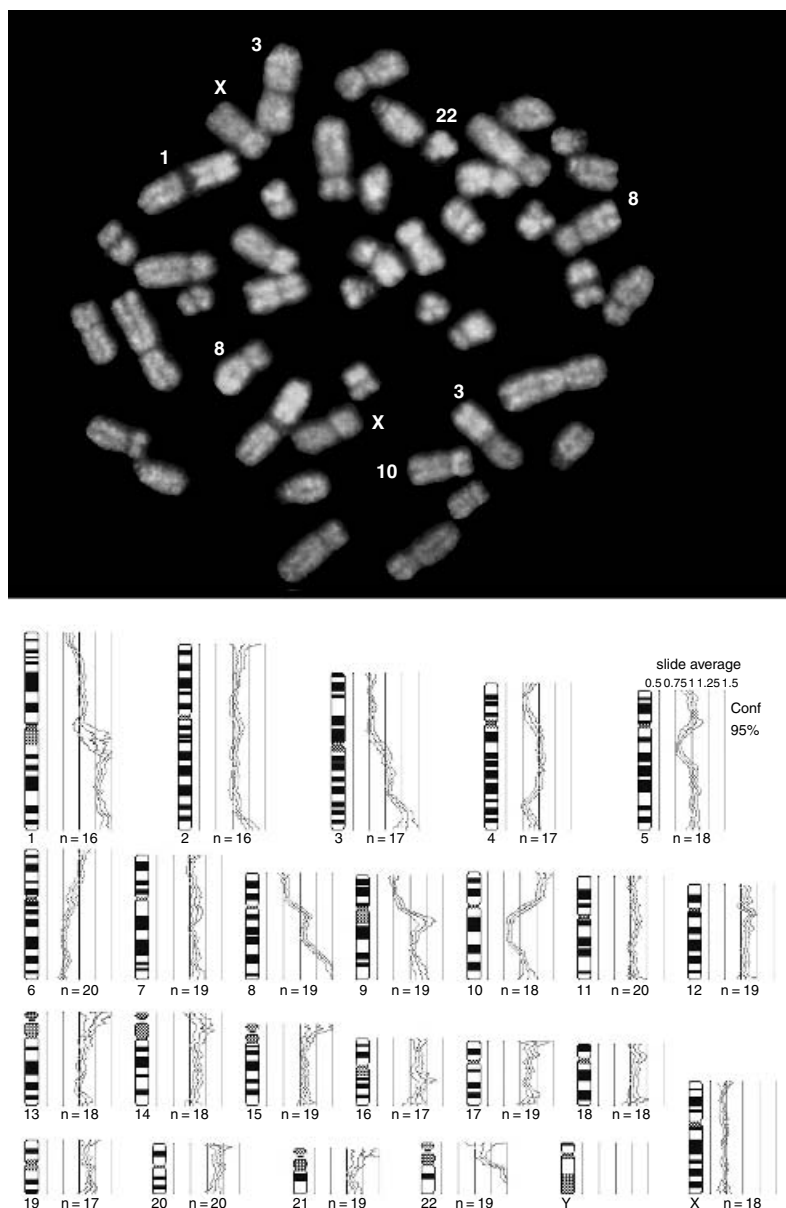 3
X
22
1
8
8
3
X
10
slide average
0.5 0.75 1 1.25 1.5
Conf
95%
1 n = 16
2 n = 16
3 n = 17
4 n = 17
5 n = 18
6 n = 20
7 n = 19
8 n = 19
9 n = 19
10 n = 18
11 n = 20
12 n = 19
13 n = 18
14 n = 18
15 n = 19
16 n = 17
17 n = 19
18 n = 18
19 n = 17
20 n = 20
21 n = 19
22 n = 19
Y
X n = 18